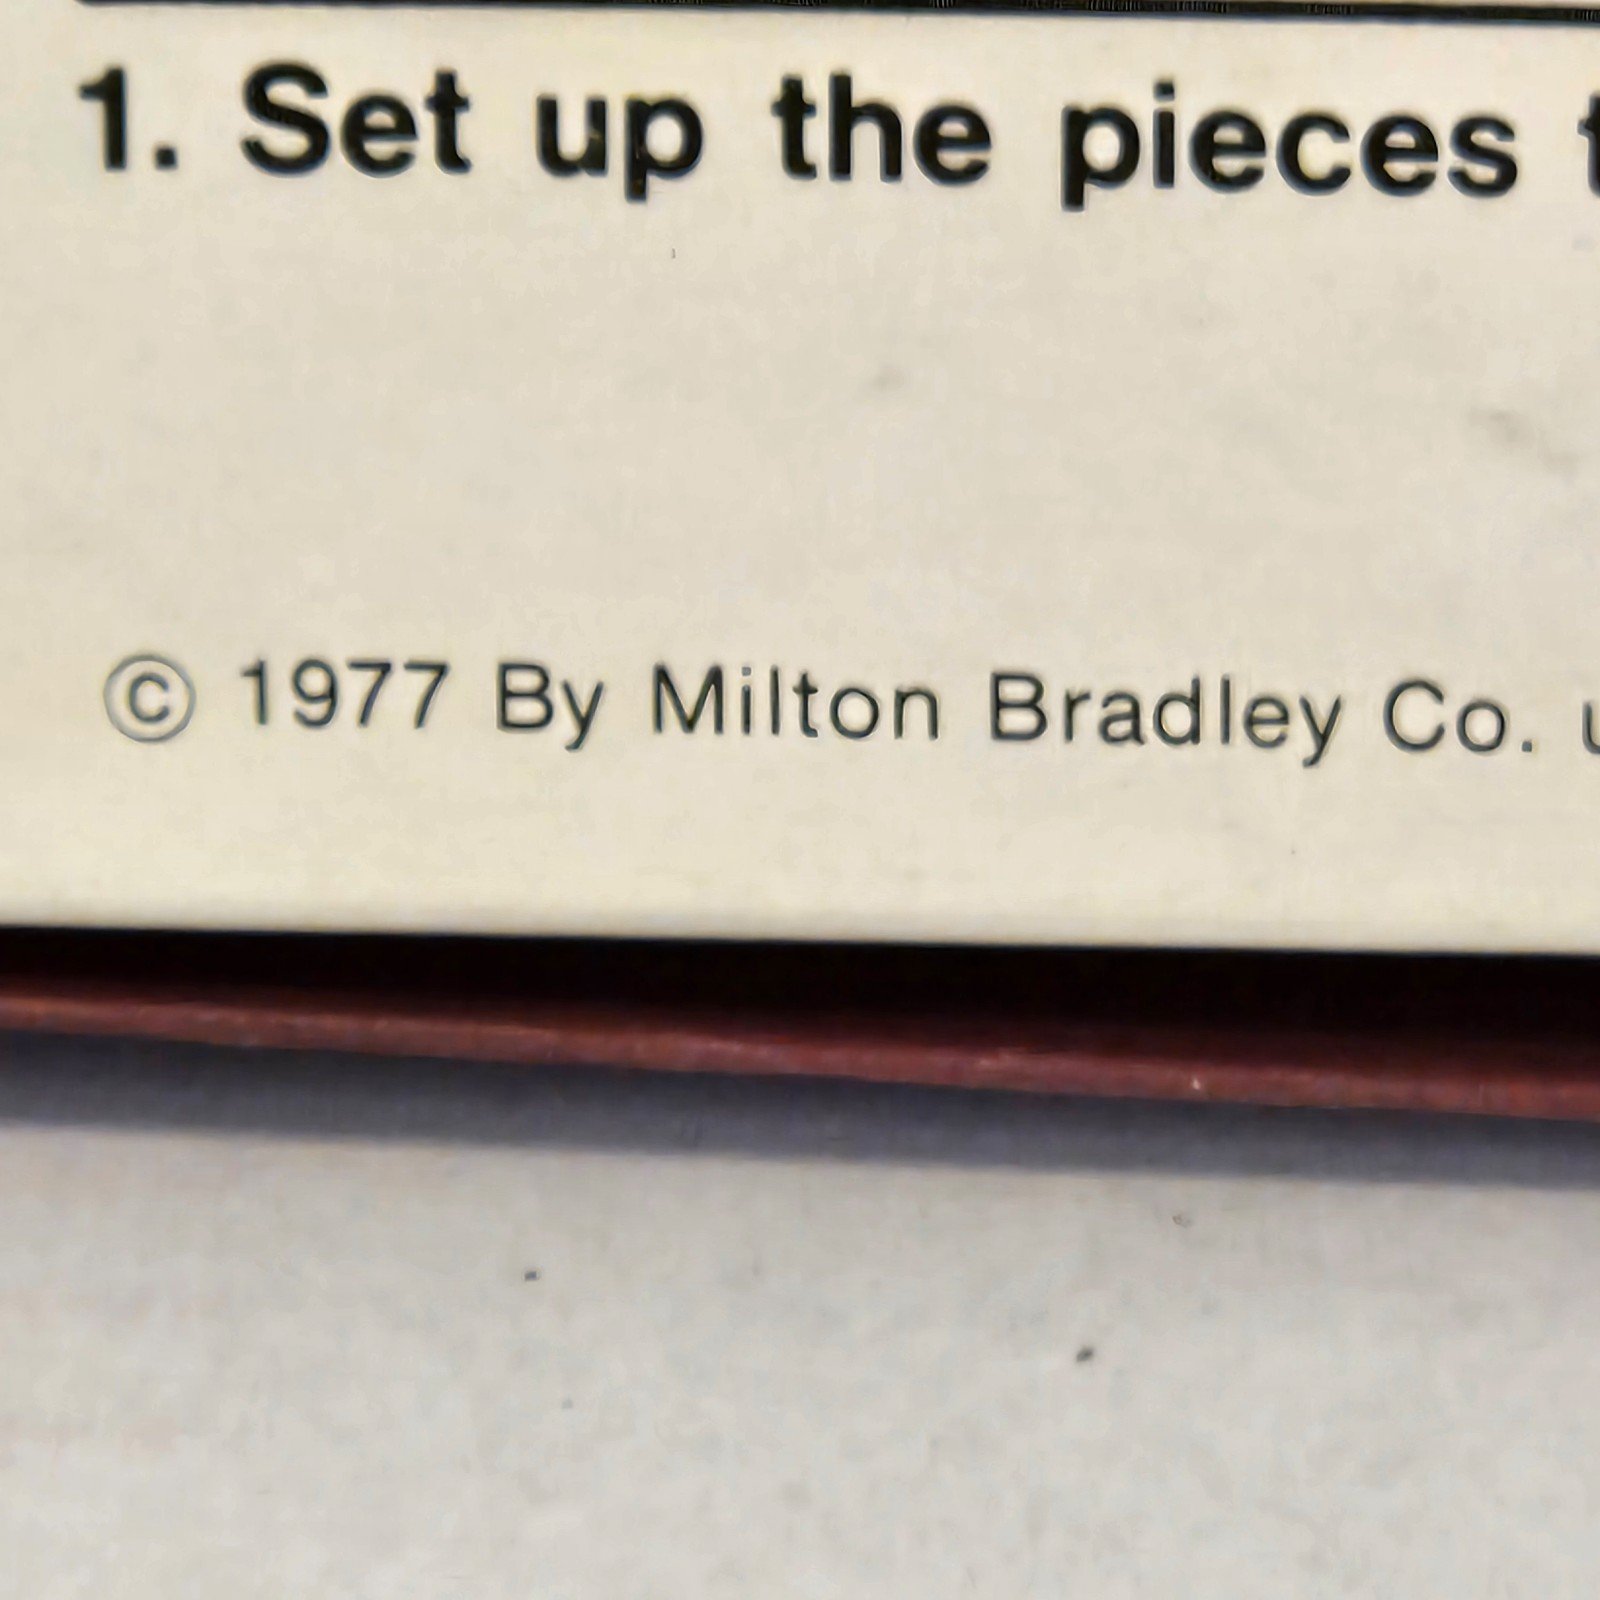 1. Set up the pieces
© 1977 By Milton Bradley Co.